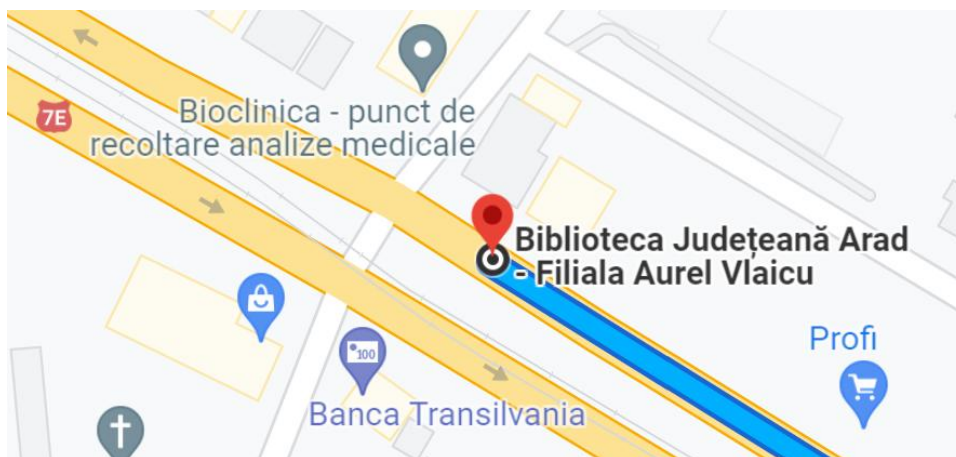 7E
Bioclinica - punct de
recoltare analize medicale
Biblioteca Județeană Arad
- Filiala Aurel Vlaicu
Profi
100
Banca Transilvania